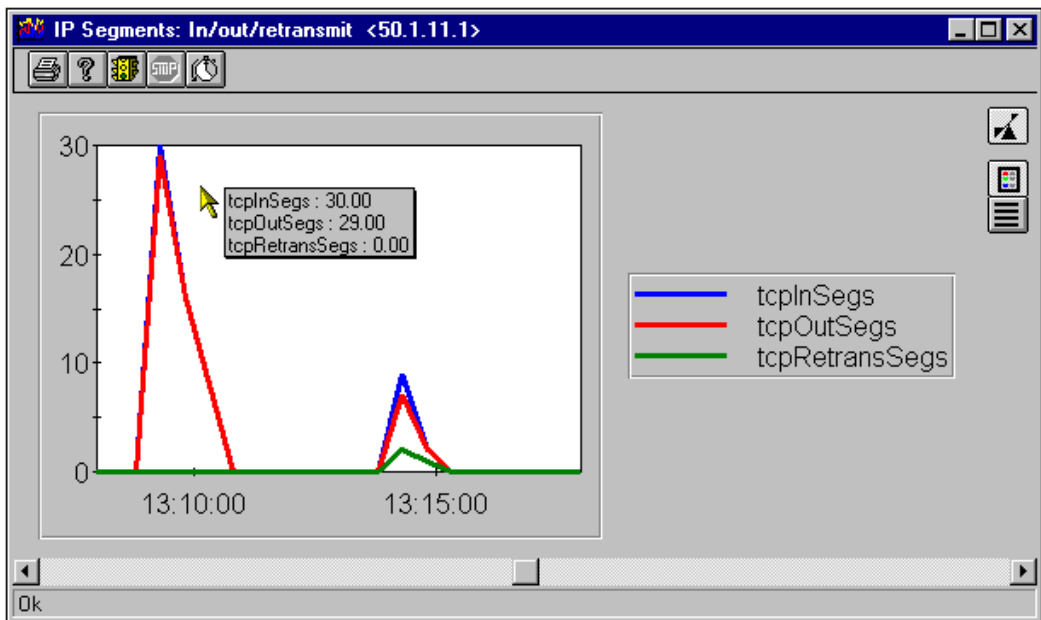 IP Segments: In/out/retransmit <50.1.11.1>
STOP
30
20
10
0
13:10:00
13:15:00
tcpInSegs : 30.00
tcpOutSegs : 29.00
tcpRetransSegs : 0.00
tcpInSegs
tcpOutSegs
tcpRetransSegs
Ok